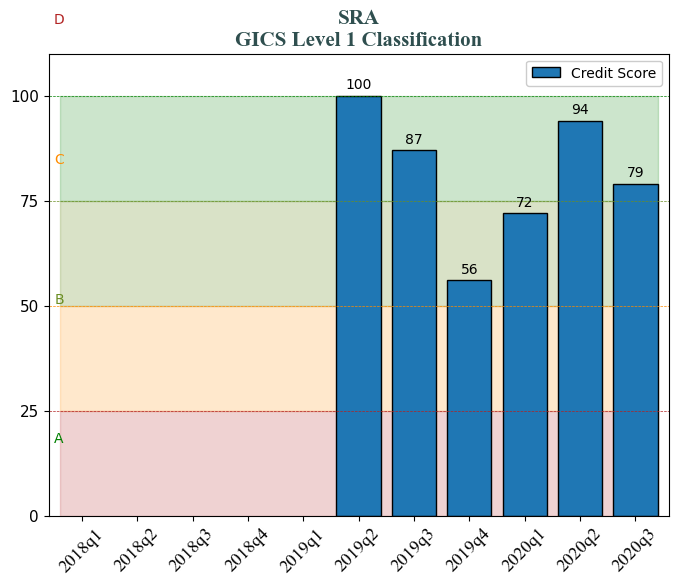 D
SRA
GICS Level 1 Classification
Credit Score
100
100
94
87
C
79
75
72
56
B
50
25
A
0
2018q1
2018q2
2018q3
2018q4
2019q1
2019q2
2019q3
2019q4
2020q1
2020q2
2020q3